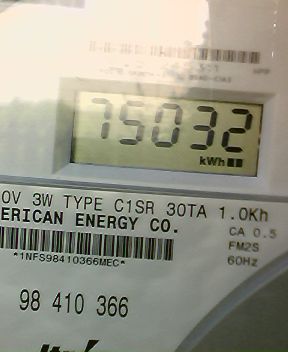 75032
kWh
0V 3W TYPE C1SR 30TA 1.0Kh
ERICAN ENERGY CO.
CA 0.5
FM2S
*1NFS98410366MEC*
60Hz
98 410 366